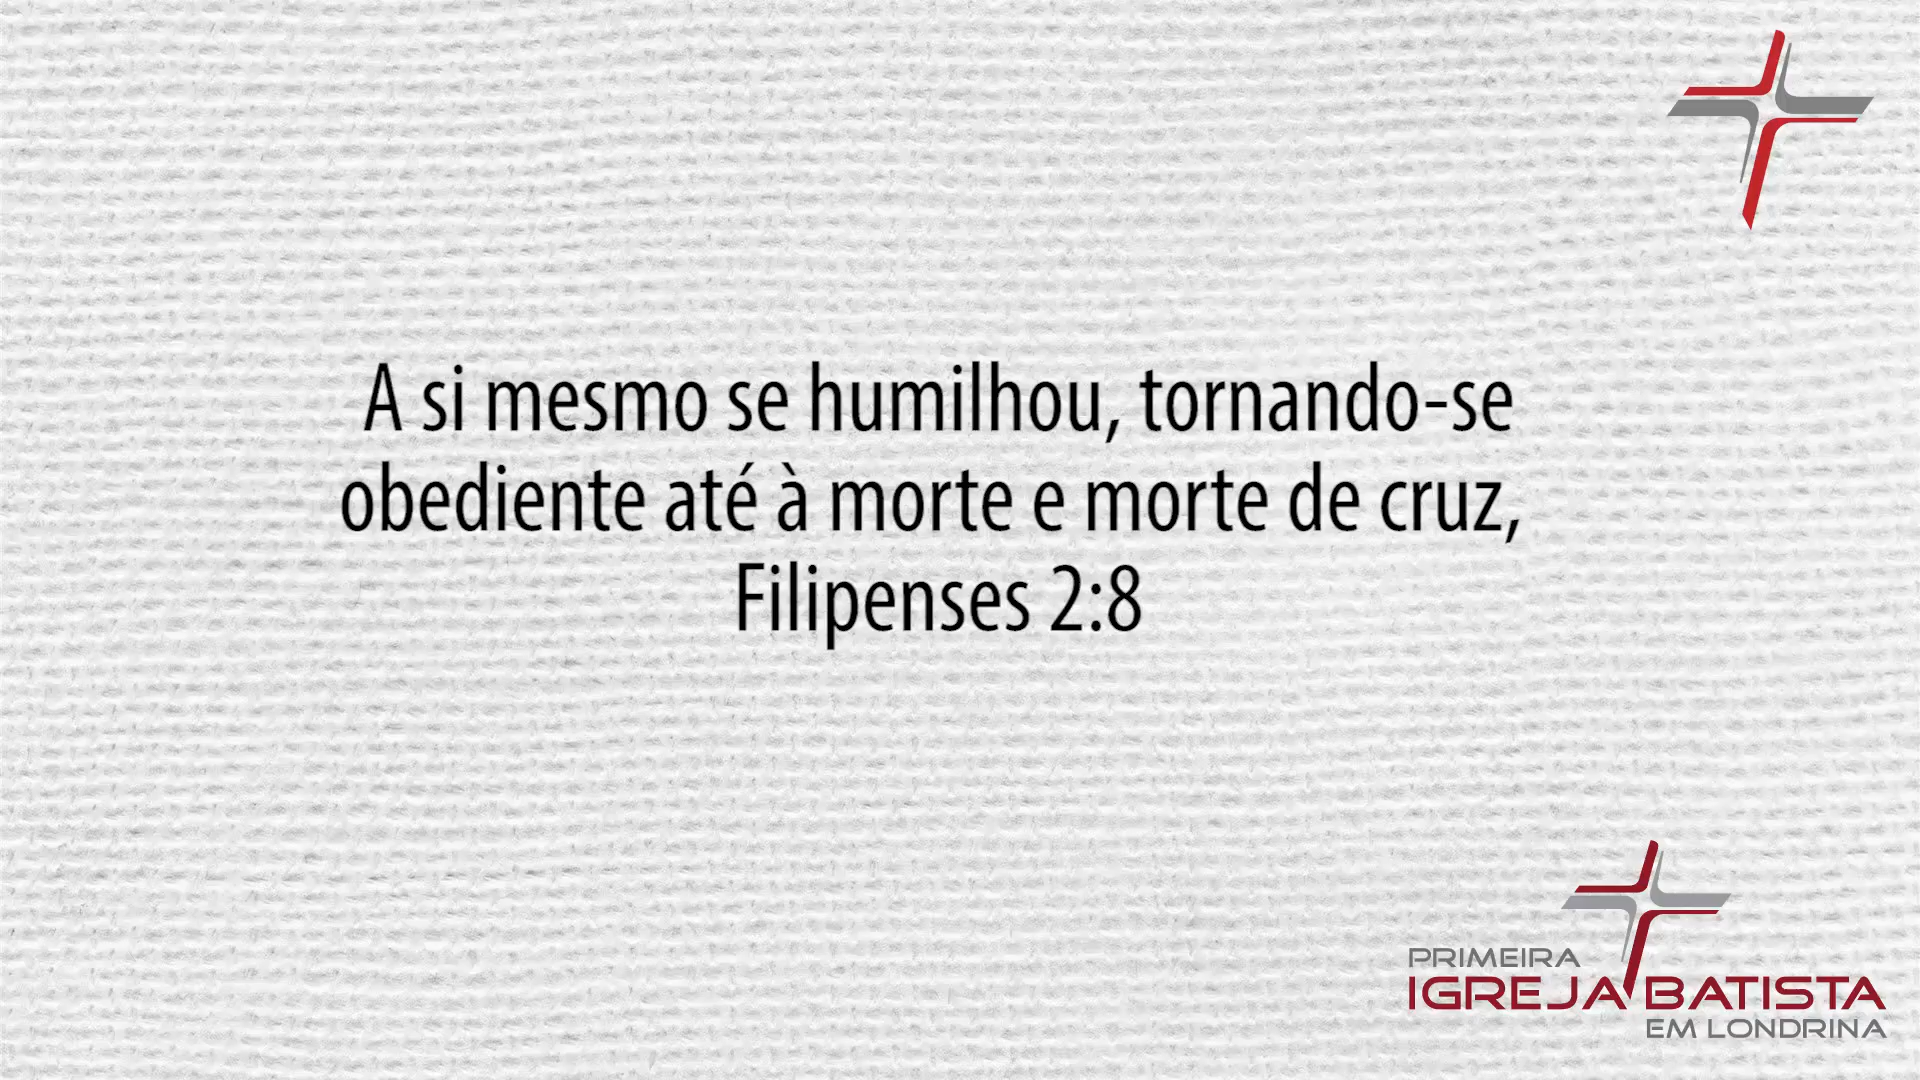 A si mesmo se humilhou, tornando-se
obediente até à morte e morte de cruz,
Filipenses 2:8
PRIMEIRA
IGREJA BATISTA
EM LONDRINA